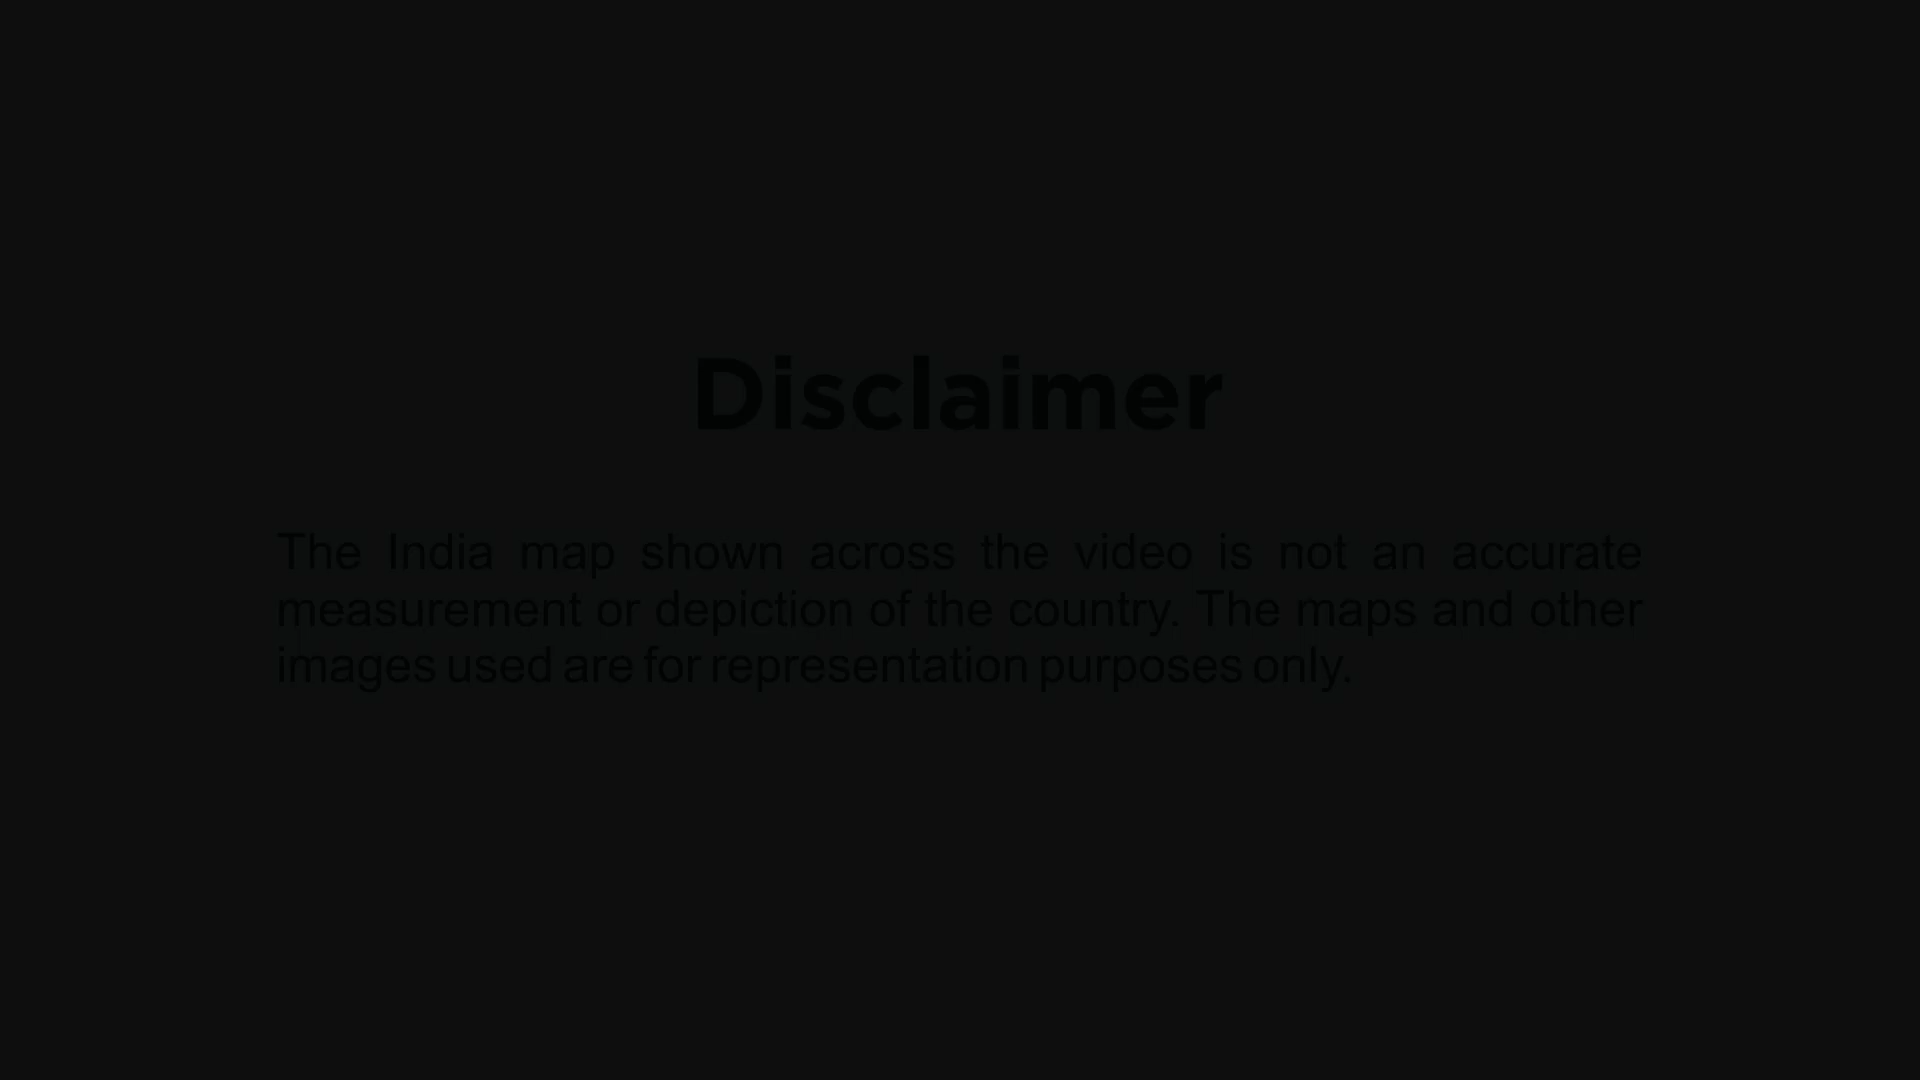 Disclaimer
The India map shown across the video is not an accurate
measurement or depiction of the country. The maps and other
images used are for representation purposes only.